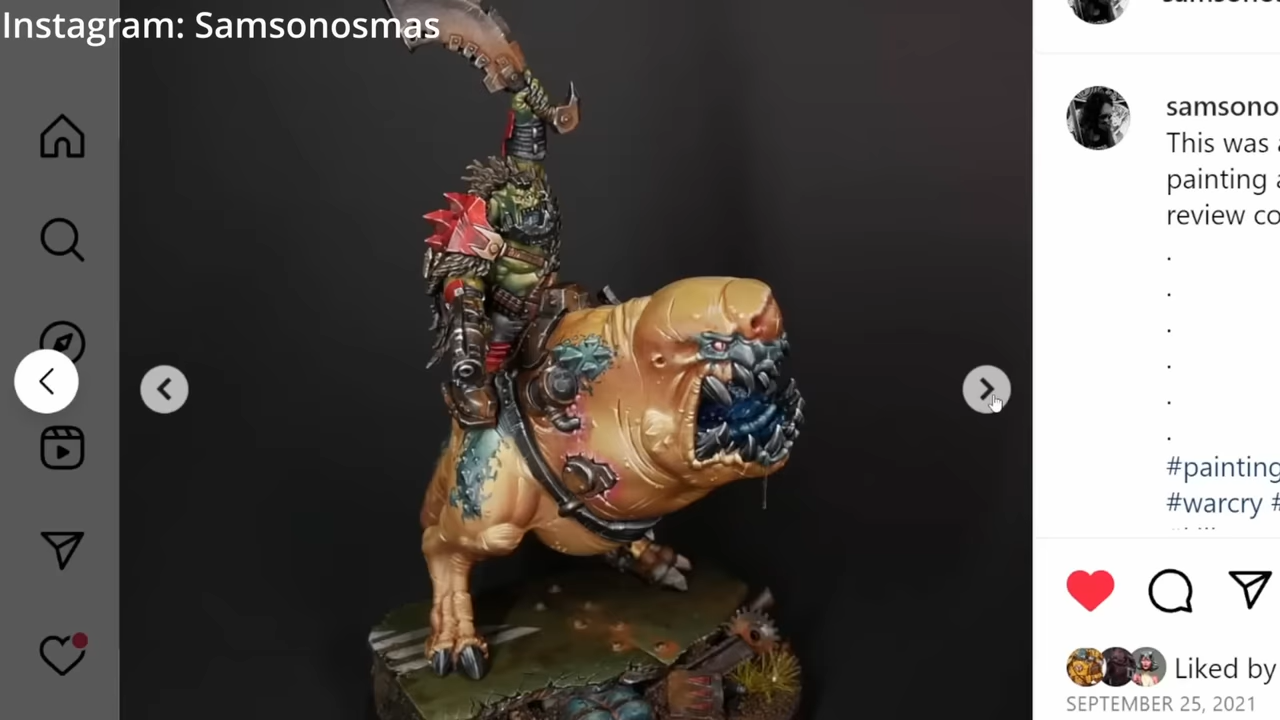 Instagram: Samsonosmas
samsono
This was
painting
review co
.
.
.
.
.
.
#painting
#warcry #
Liked by
SEPTEMBER 25, 2021